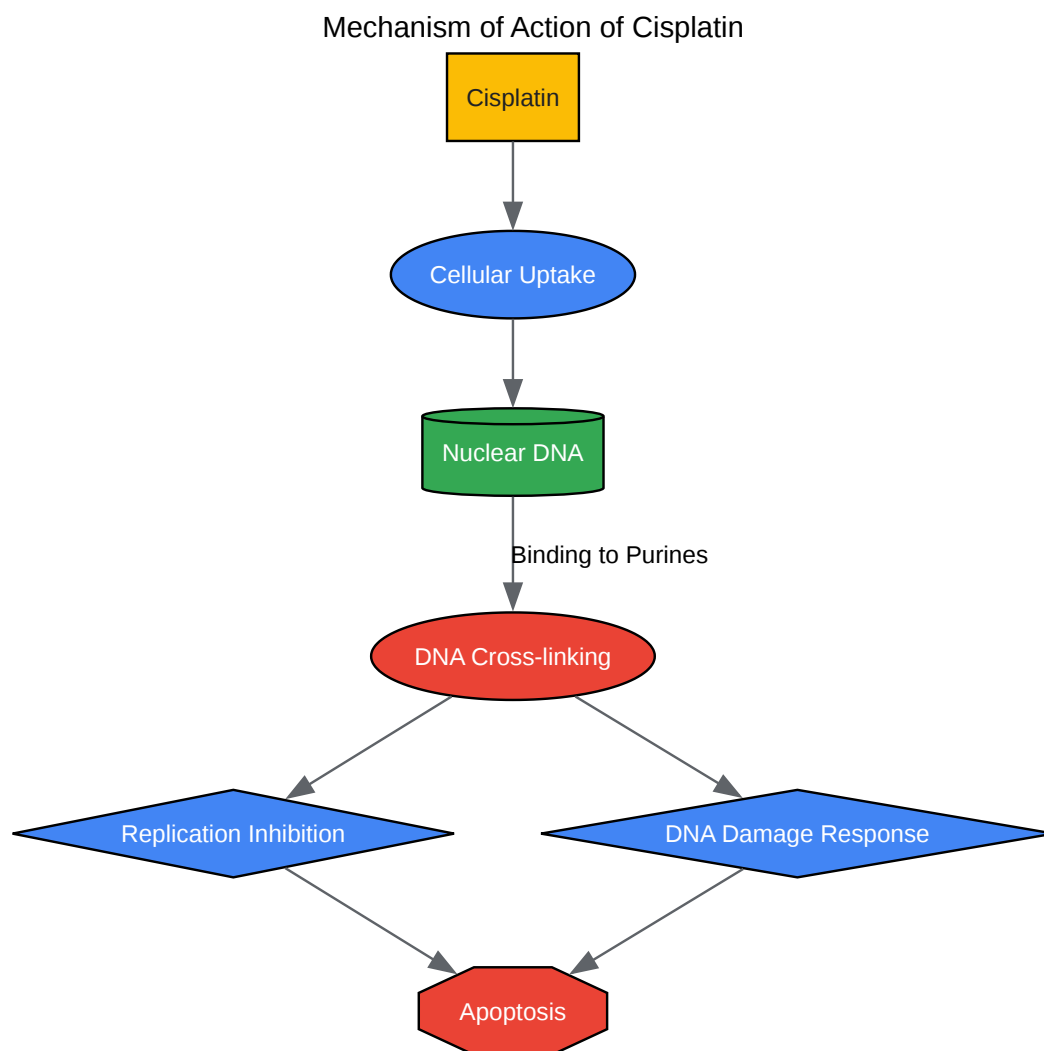 Mechanism of Action of Cisplatin
Cisplatin
Cellular Uptake
Nuclear DNA
Binding to Purines
DNA Cross-linking
Replication Inhibition
DNA Damage Response
Apoptosis